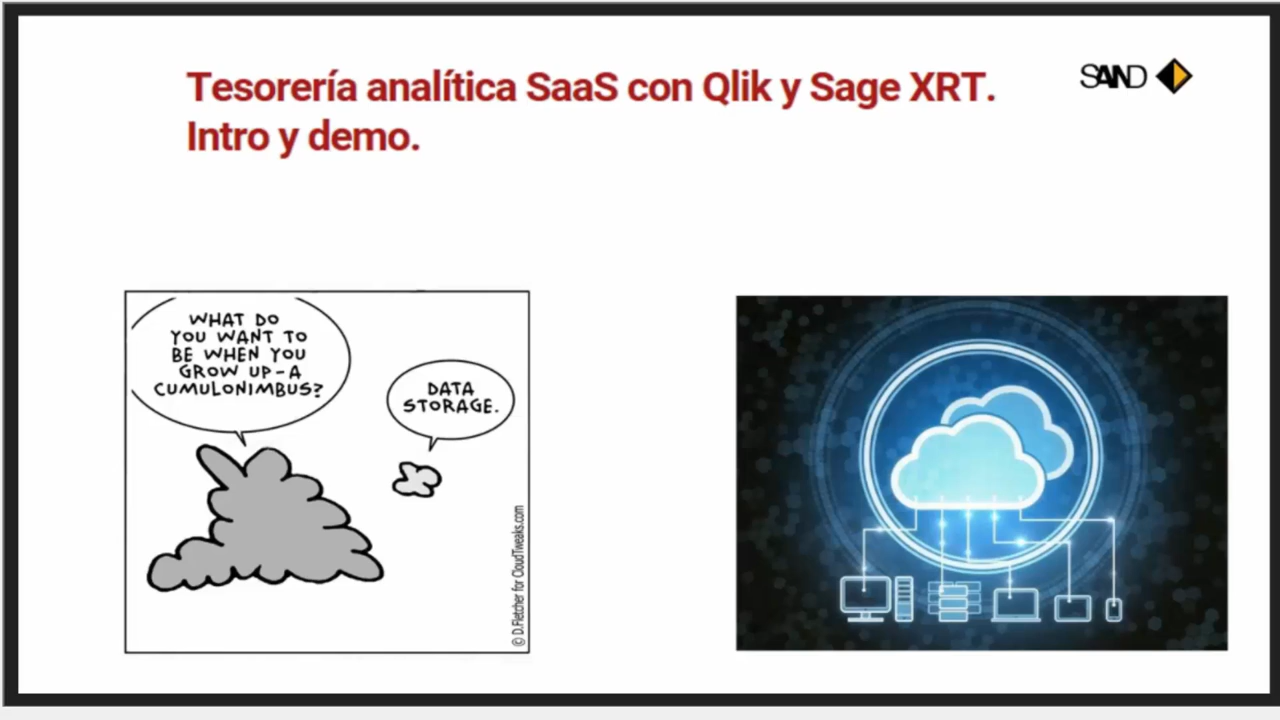 Tesorería analítica SaaS con Qlik y Sage XRT.
Intro y demo.
SAND
WHAT DO
YOU WANT TO
BE WHEN YOU
GROW UP-A
CUMULONIMBUS?
DATA
STORAGE.
© D.Fletcher for CloudTweaks.com